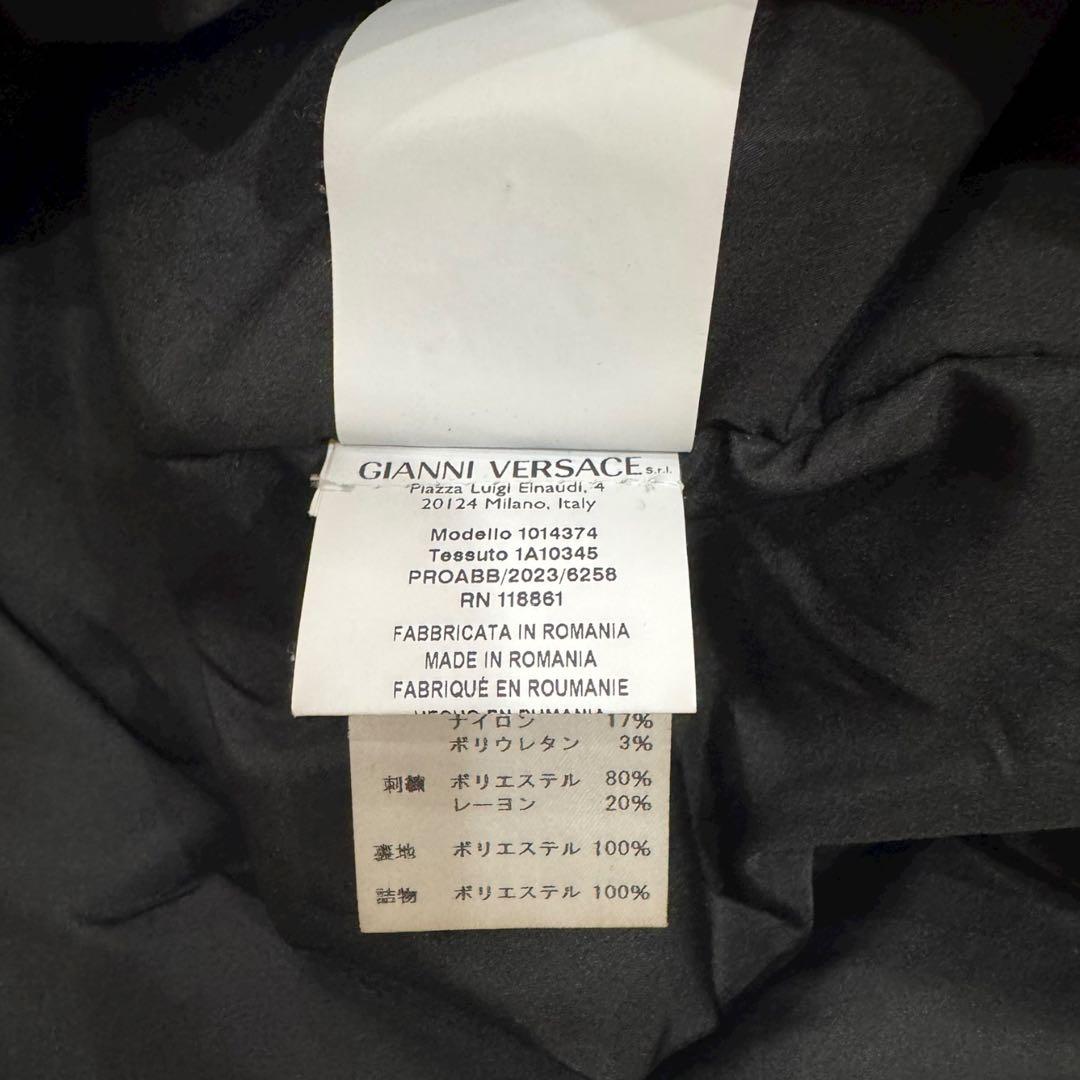 GIANNI VERSACE s.r.l.
Piazza Luigi Einaudi, 4
20124 Milano, Italy
Modello 1014374
Tessuto 1A10345
PROABB/2023/6258
RN 118861
FABBRICATA IN ROMANIA
MADE IN ROMANIA
FABRIQUÉ EN ROUMANIE
HECHO EN RUMANIA
ナイロン 17%
ポリウレタン 3%
刺繍 ポリエステル 80%
レーヨン 20%
裏地 ポリエステル 100%
詰物 ポリエステル 100%